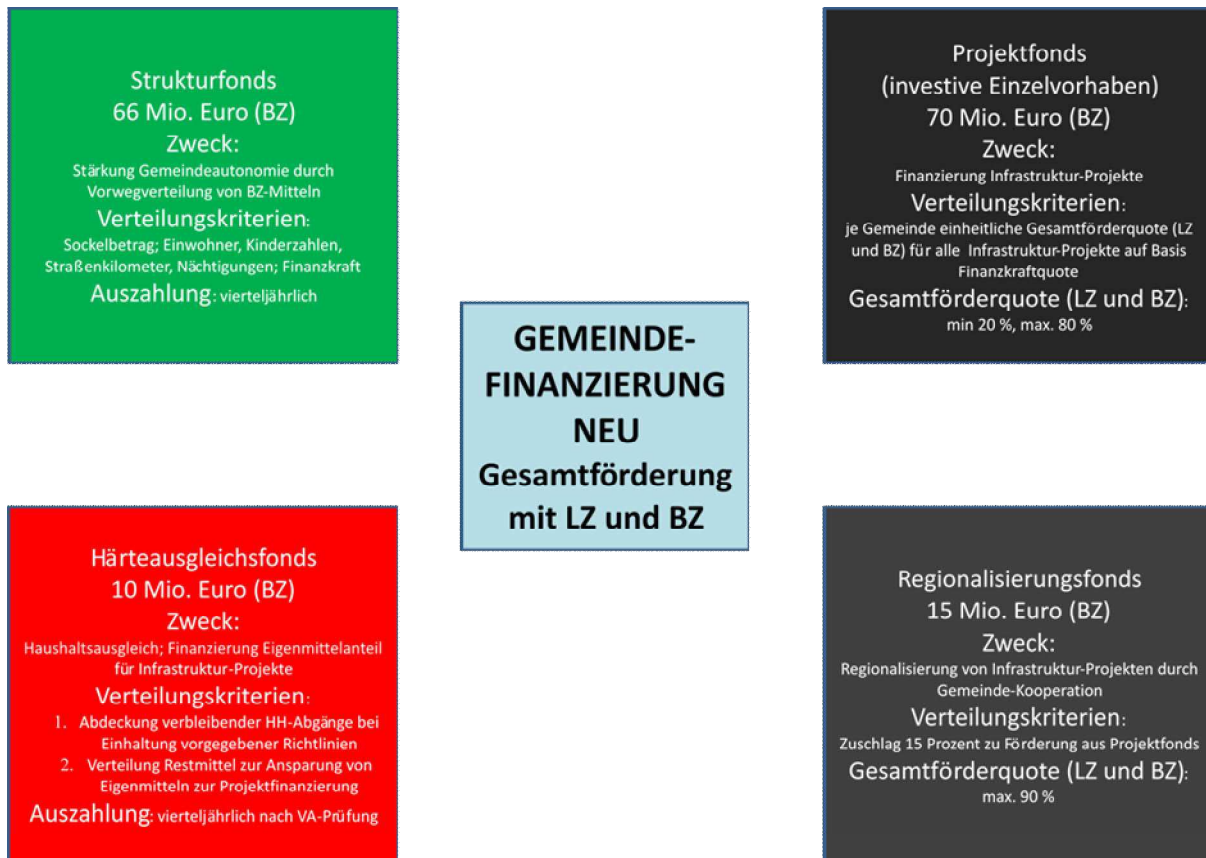 Strukturfonds
66 Mio. Euro (BZ)
Zweck:
Stärkung Gemeindeautonomie durch
Vorwegverteilung von BZ-Mitteln
Verteilungskriterien:
Sockelbetrag; Einwohner, Kinderzahlen,
Straßenkilometer, Nächtigungen; Finanzkraft
Auszahlung: vierteljährlich
Projektfonds
(investive Einzelvorhaben)
70 Mio. Euro (BZ)
Zweck:
Finanzierung Infrastruktur-Projekte
Verteilungskriterien:
je Gemeinde einheitliche Gesamtförderquote (LZ
und BZ) für alle Infrastruktur-Projekte auf Basis
Finanzkraftquote
Gesamtförderquote (LZ und BZ):
min 20 %, max. 80 %
GEMEINDE-
FINANZIERUNG
NEU
Gesamtförderung
mit LZ und BZ
Härteausgleichsfonds
10 Mio. Euro (BZ)
Zweck:
Haushaltsausgleich; Finanzierung Eigenmittelanteil
für Infrastruktur-Projekte
Verteilungskriterien:
1. Abdeckung verbleibender HH-Abgänge bei
Einhaltung vorgegebener Richtlinien
2. Verteilung Restmittel zur Ansparung von
Eigenmitteln zur Projektfinanzierung
Auszahlung: vierteljährlich nach VA-Prüfung
Regionalisierungsfonds
15 Mio. Euro (BZ)
Zweck:
Regionalisierung von Infrastruktur-Projekten durch
Gemeinde-Kooperation
Verteilungskriterien:
Zuschlag 15 Prozent zu Förderung aus Projektfonds
Gesamtförderquote (LZ und BZ):
max. 90 %